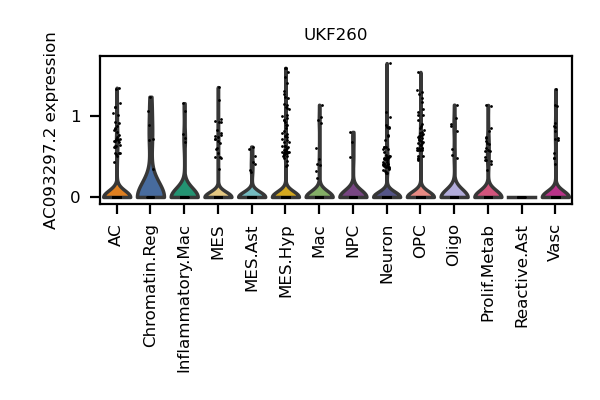 UKF260
AC093297.2 expression
1
0
AC
Chromatin.Reg
Inflammatory.Mac
MES
MES.Ast
MES.Hyp
Mac
NPC
Neuron
OPC
Oligo
Prolif.Metab
Reactive.Ast
Vasc